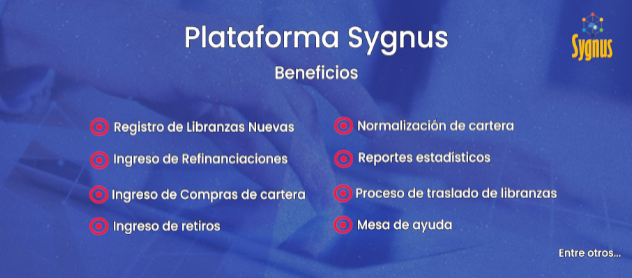 Plataforma Sygnus
Sygnus
Beneficios
Registro de Libranzas Nuevas
Ingreso de Refinanciaciones
Ingreso de Compras de cartera
Ingreso de retiros
Normalización de cartera
Reportes estadísticos
Proceso de traslado de libranzas
Mesa de ayuda
Entre otros...